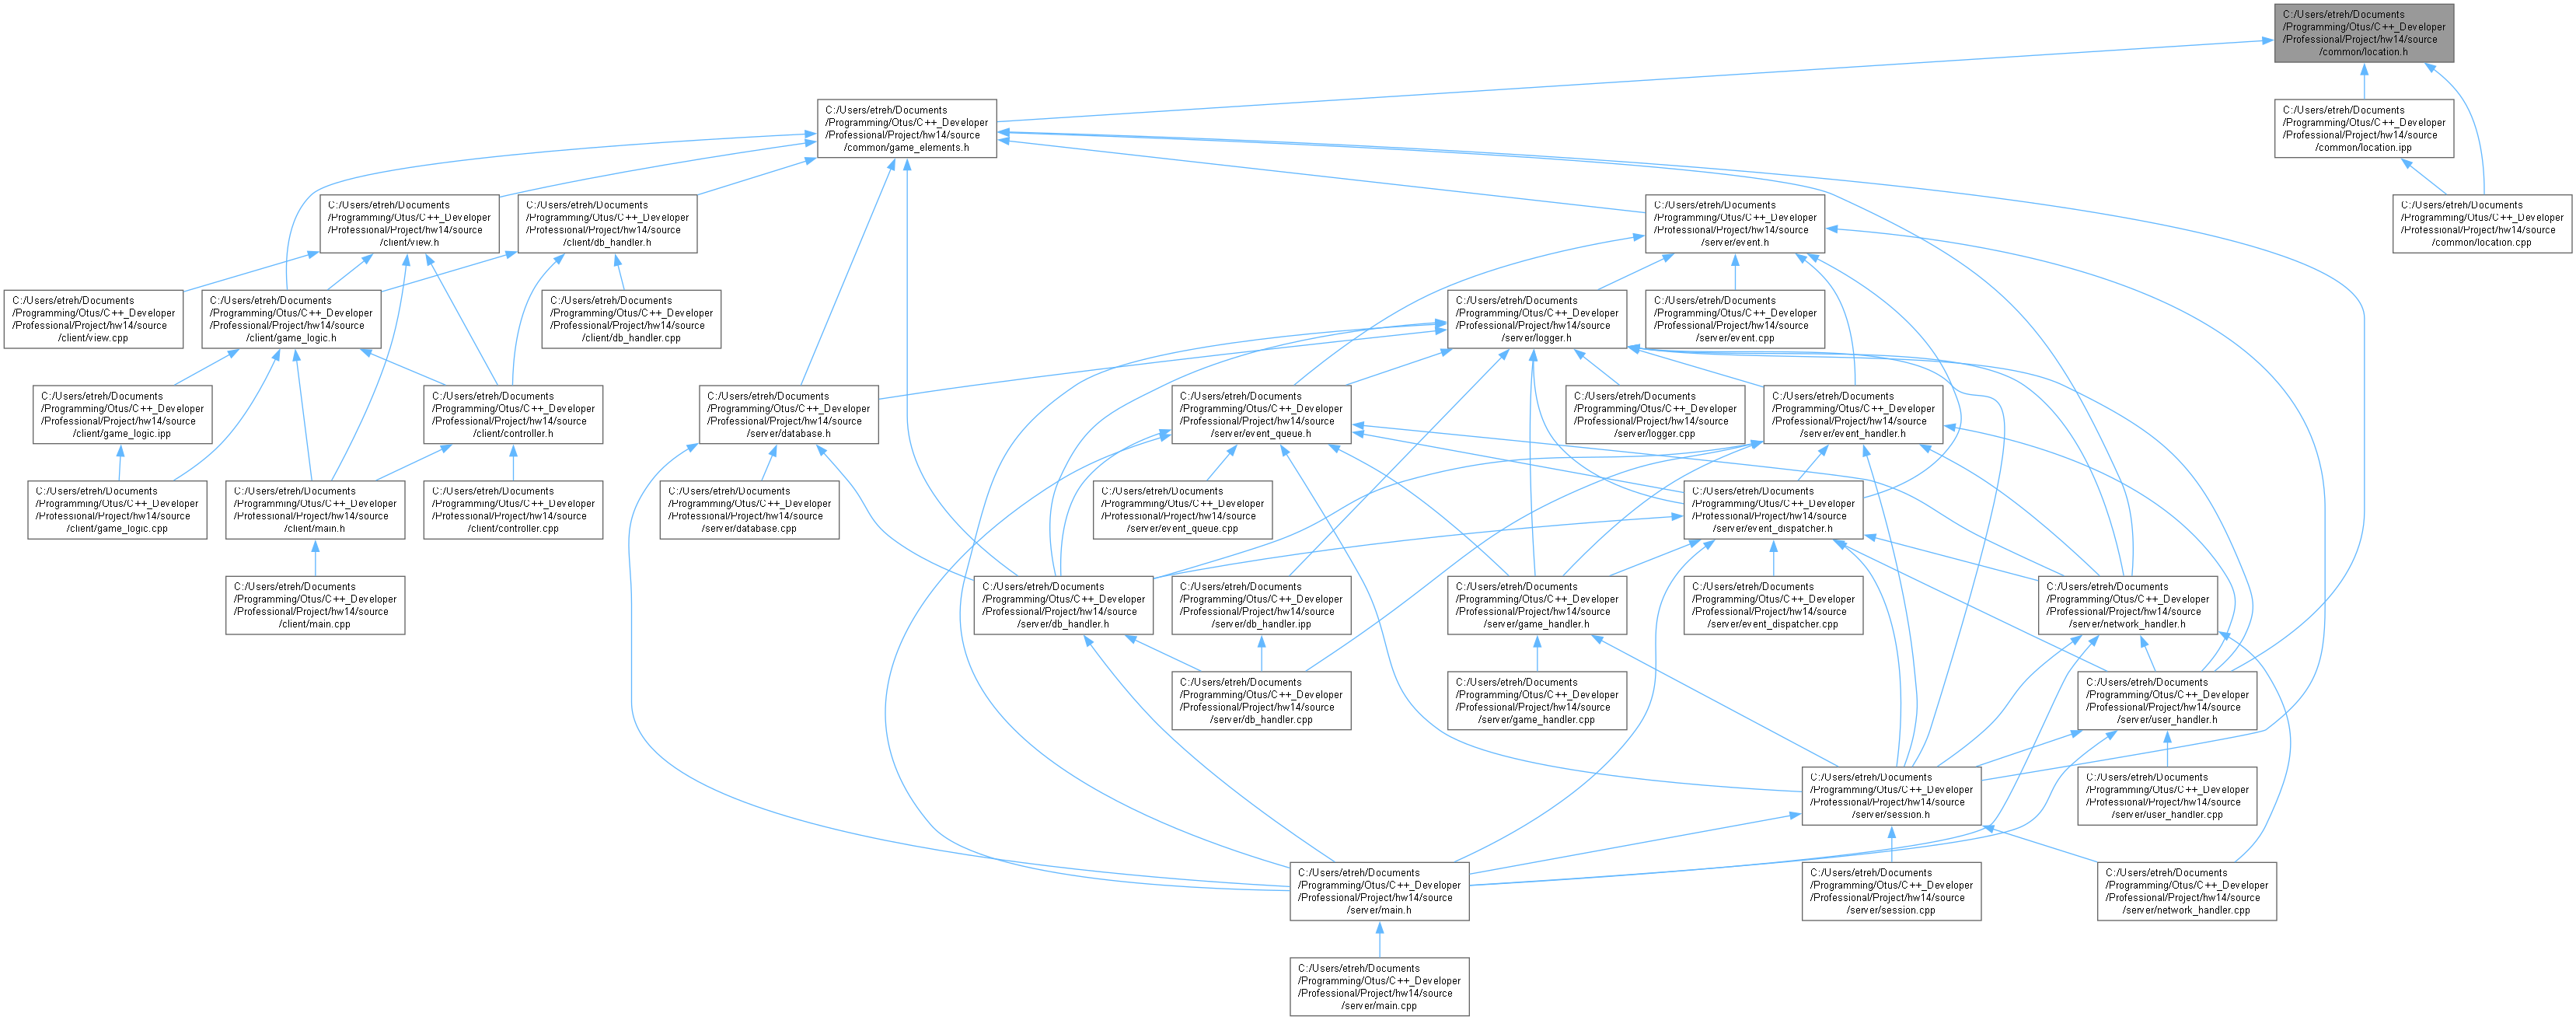 C:/Users/etreh/Documents
/Programming/Otus/C++_Developer
/Professional/Project/hw14/source
/common/location.h
C:/Users/etreh/Documents
/Programming/Otus/C++_Developer
/Professional/Project/hw14/source
/common/game_elements.h
C:/Users/etreh/Documents
/Programming/Otus/C++_Developer
/Professional/Project/hw14/source
/common/location.ipp
C:/Users/etreh/Documents
/Programming/Otus/C++_Developer
/Professional/Project/hw14/source
/client/view.h
C:/Users/etreh/Documents
/Programming/Otus/C++_Developer
/Professional/Project/hw14/source
/client/db_handler.h
C:/Users/etreh/Documents
/Programming/Otus/C++_Developer
/Professional/Project/hw14/source
/server/event.h
C:/Users/etreh/Documents
/Programming/Otus/C++_Developer
/Professional/Project/hw14/source
/common/location.cpp
C:/Users/etreh/Documents
/Programming/Otus/C++_Developer
/Professional/Project/hw14/source
/client/view.cpp
C:/Users/etreh/Documents
/Programming/Otus/C++_Developer
/Professional/Project/hw14/source
/client/game_logic.h
C:/Users/etreh/Documents
/Programming/Otus/C++_Developer
/Professional/Project/hw14/source
/client/db_handler.cpp
C:/Users/etreh/Documents
/Programming/Otus/C++_Developer
/Professional/Project/hw14/source
/server/logger.h
C:/Users/etreh/Documents
/Programming/Otus/C++_Developer
/Professional/Project/hw14/source
/server/event.cpp
C:/Users/etreh/Documents
/Programming/Otus/C++_Developer
/Professional/Project/hw14/source
/client/game_logic.ipp
C:/Users/etreh/Documents
/Programming/Otus/C++_Developer
/Professional/Project/hw14/source
/client/controller.h
C:/Users/etreh/Documents
/Programming/Otus/C++_Developer
/Professional/Project/hw14/source
/server/database.h
C:/Users/etreh/Documents
/Programming/Otus/C++_Developer
/Professional/Project/hw14/source
/server/event_queue.h
C:/Users/etreh/Documents
/Programming/Otus/C++_Developer
/Professional/Project/hw14/source
/server/logger.cpp
C:/Users/etreh/Documents
/Programming/Otus/C++_Developer
/Professional/Project/hw14/source
/server/event_handler.h
C:/Users/etreh/Documents
/Programming/Otus/C++_Developer
/Professional/Project/hw14/source
/client/game_logic.cpp
C:/Users/etreh/Documents
/Programming/Otus/C++_Developer
/Professional/Project/hw14/source
/client/main.h
C:/Users/etreh/Documents
/Programming/Otus/C++_Developer
/Professional/Project/hw14/source
/client/controller.cpp
C:/Users/etreh/Documents
/Programming/Otus/C++_Developer
/Professional/Project/hw14/source
/server/database.cpp
C:/Users/etreh/Documents
/Programming/Otus/C++_Developer
/Professional/Project/hw14/source
/server/event_queue.cpp
C:/Users/etreh/Documents
/Programming/Otus/C++_Developer
/Professional/Project/hw14/source
/server/event_dispatcher.h
C:/Users/etreh/Documents
/Programming/Otus/C++_Developer
/Professional/Project/hw14/source
/client/main.cpp
C:/Users/etreh/Documents
/Programming/Otus/C++_Developer
/Professional/Project/hw14/source
/server/db_handler.h
C:/Users/etreh/Documents
/Programming/Otus/C++_Developer
/Professional/Project/hw14/source
/server/db_handler.ipp
C:/Users/etreh/Documents
/Programming/Otus/C++_Developer
/Professional/Project/hw14/source
/server/game_handler.h
C:/Users/etreh/Documents
/Programming/Otus/C++_Developer
/Professional/Project/hw14/source
/server/event_dispatcher.cpp
C:/Users/etreh/Documents
/Programming/Otus/C++_Developer
/Professional/Project/hw14/source
/server/network_handler.h
C:/Users/etreh/Documents
/Programming/Otus/C++_Developer
/Professional/Project/hw14/source
/server/db_handler.cpp
C:/Users/etreh/Documents
/Programming/Otus/C++_Developer
/Professional/Project/hw14/source
/server/game_handler.cpp
C:/Users/etreh/Documents
/Programming/Otus/C++_Developer
/Professional/Project/hw14/source
/server/user_handler.h
C:/Users/etreh/Documents
/Programming/Otus/C++_Developer
/Professional/Project/hw14/source
/server/session.h
C:/Users/etreh/Documents
/Programming/Otus/C++_Developer
/Professional/Project/hw14/source
/server/user_handler.cpp
C:/Users/etreh/Documents
/Programming/Otus/C++_Developer
/Professional/Project/hw14/source
/server/main.h
C:/Users/etreh/Documents
/Programming/Otus/C++_Developer
/Professional/Project/hw14/source
/server/session.cpp
C:/Users/etreh/Documents
/Programming/Otus/C++_Developer
/Professional/Project/hw14/source
/server/network_handler.cpp
C:/Users/etreh/Documents
/Programming/Otus/C++_Developer
/Professional/Project/hw14/source
/server/main.cpp